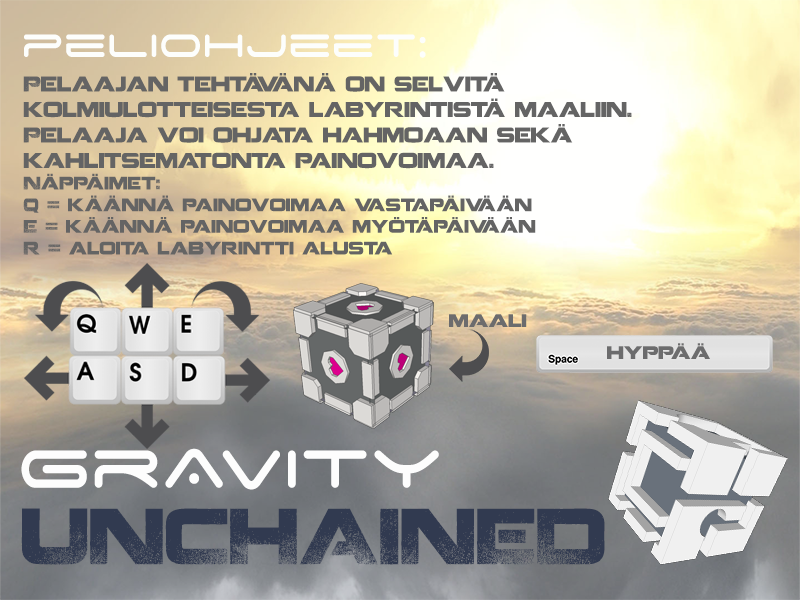 PELIOHJEET:
PELAAJAN TEHTÄVÄNÄ ON SELVITÄ
KOLMIULOTTEISESTA LABYRINTISTÄ MAALIIN.
PELAAJA VOI OHJATA HAHMOAAN SEKÄ
KAHLITSEMATONTA PAINOVOIMAA.
NÄPPÄIMET:
Q = KÄÄNNÄ PAINOVOIMAA VASTAPÄIVÄÄN
E = KÄÄNNÄ PAINOVOIMAA MYÖTÄPÄIVÄÄN
R = ALOITA LABYRINTTI ALUSTA
Q W E
A S D
MAALI
Space HYPPÄÄ
GRAVITY
UNCHAINED